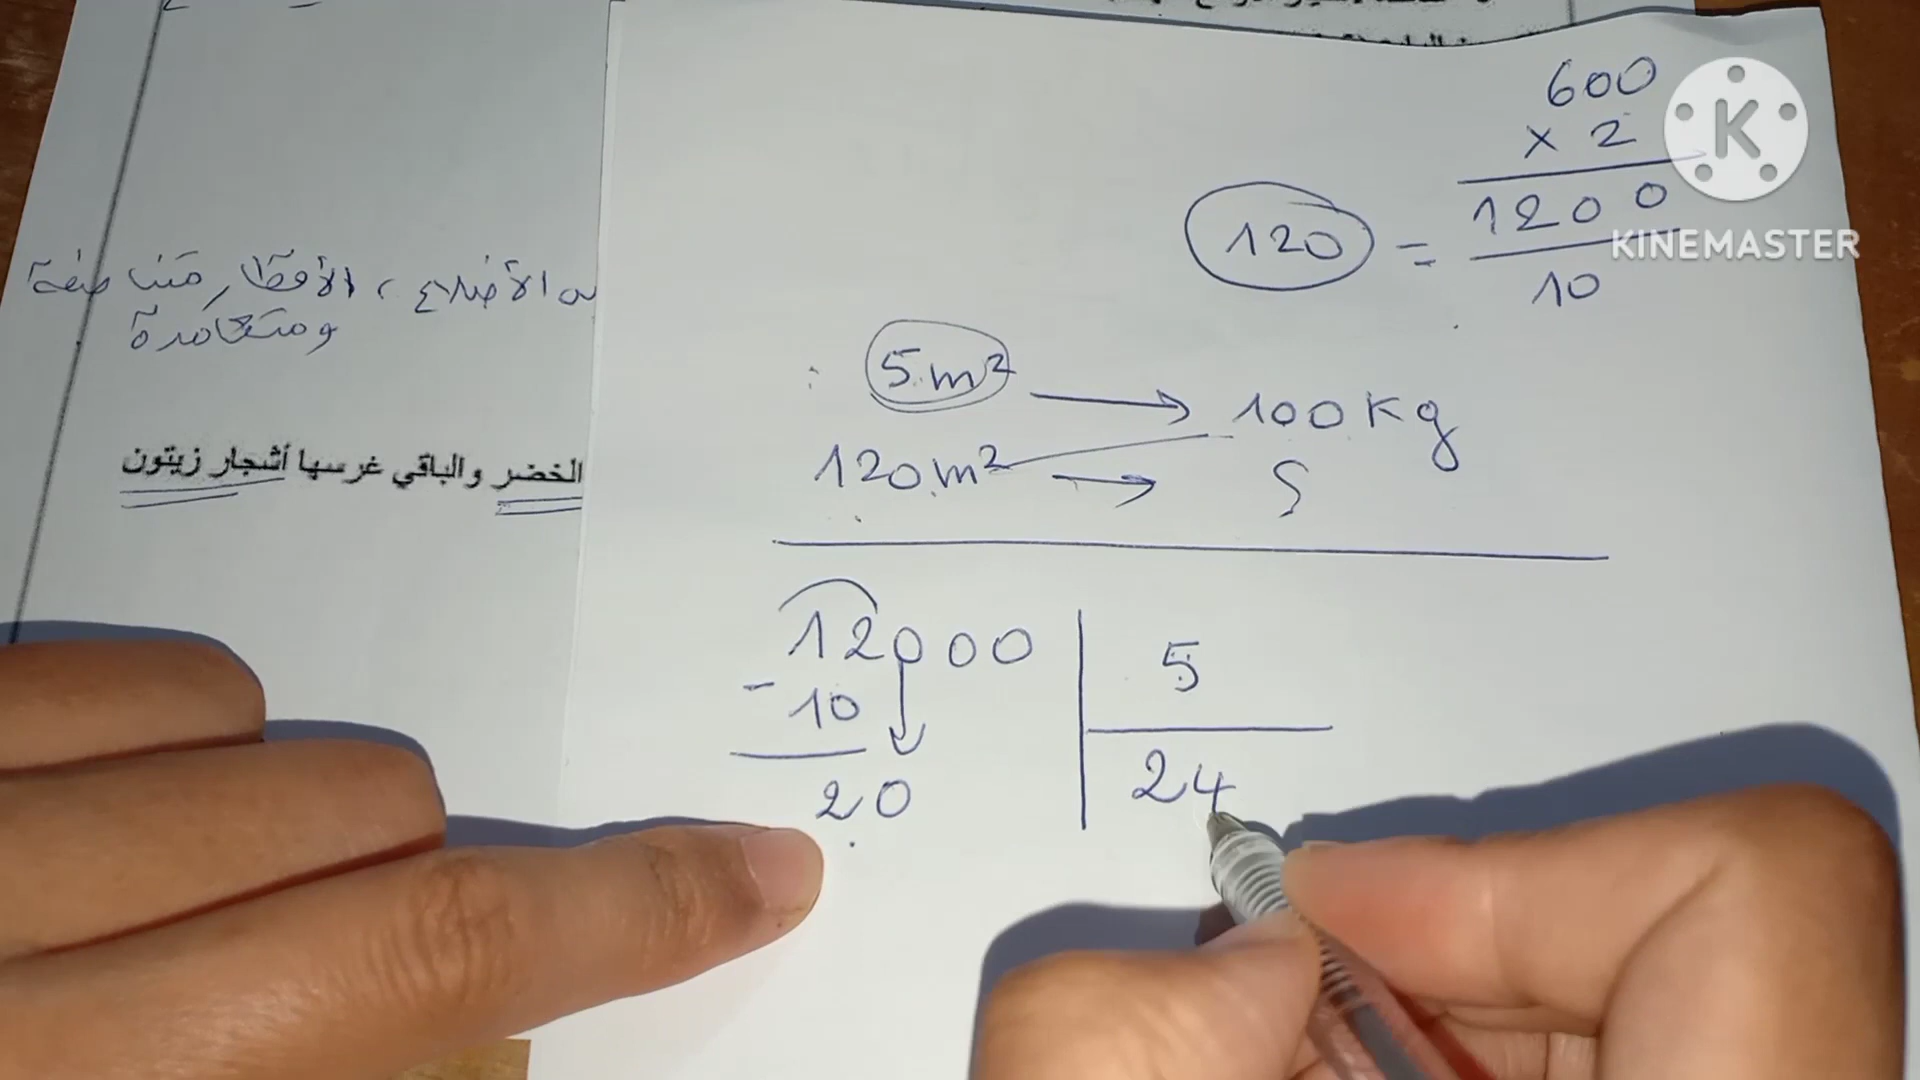 600
× 2
1200
120 = 10
KINEMASTER
الأضلاع، الأقطار متناصفة
ومتعامدة
5 m² → 100 Kg
120 m² →
الخضر والباقي غرسها أشجار زيتون
12000 5
- 10
20 24